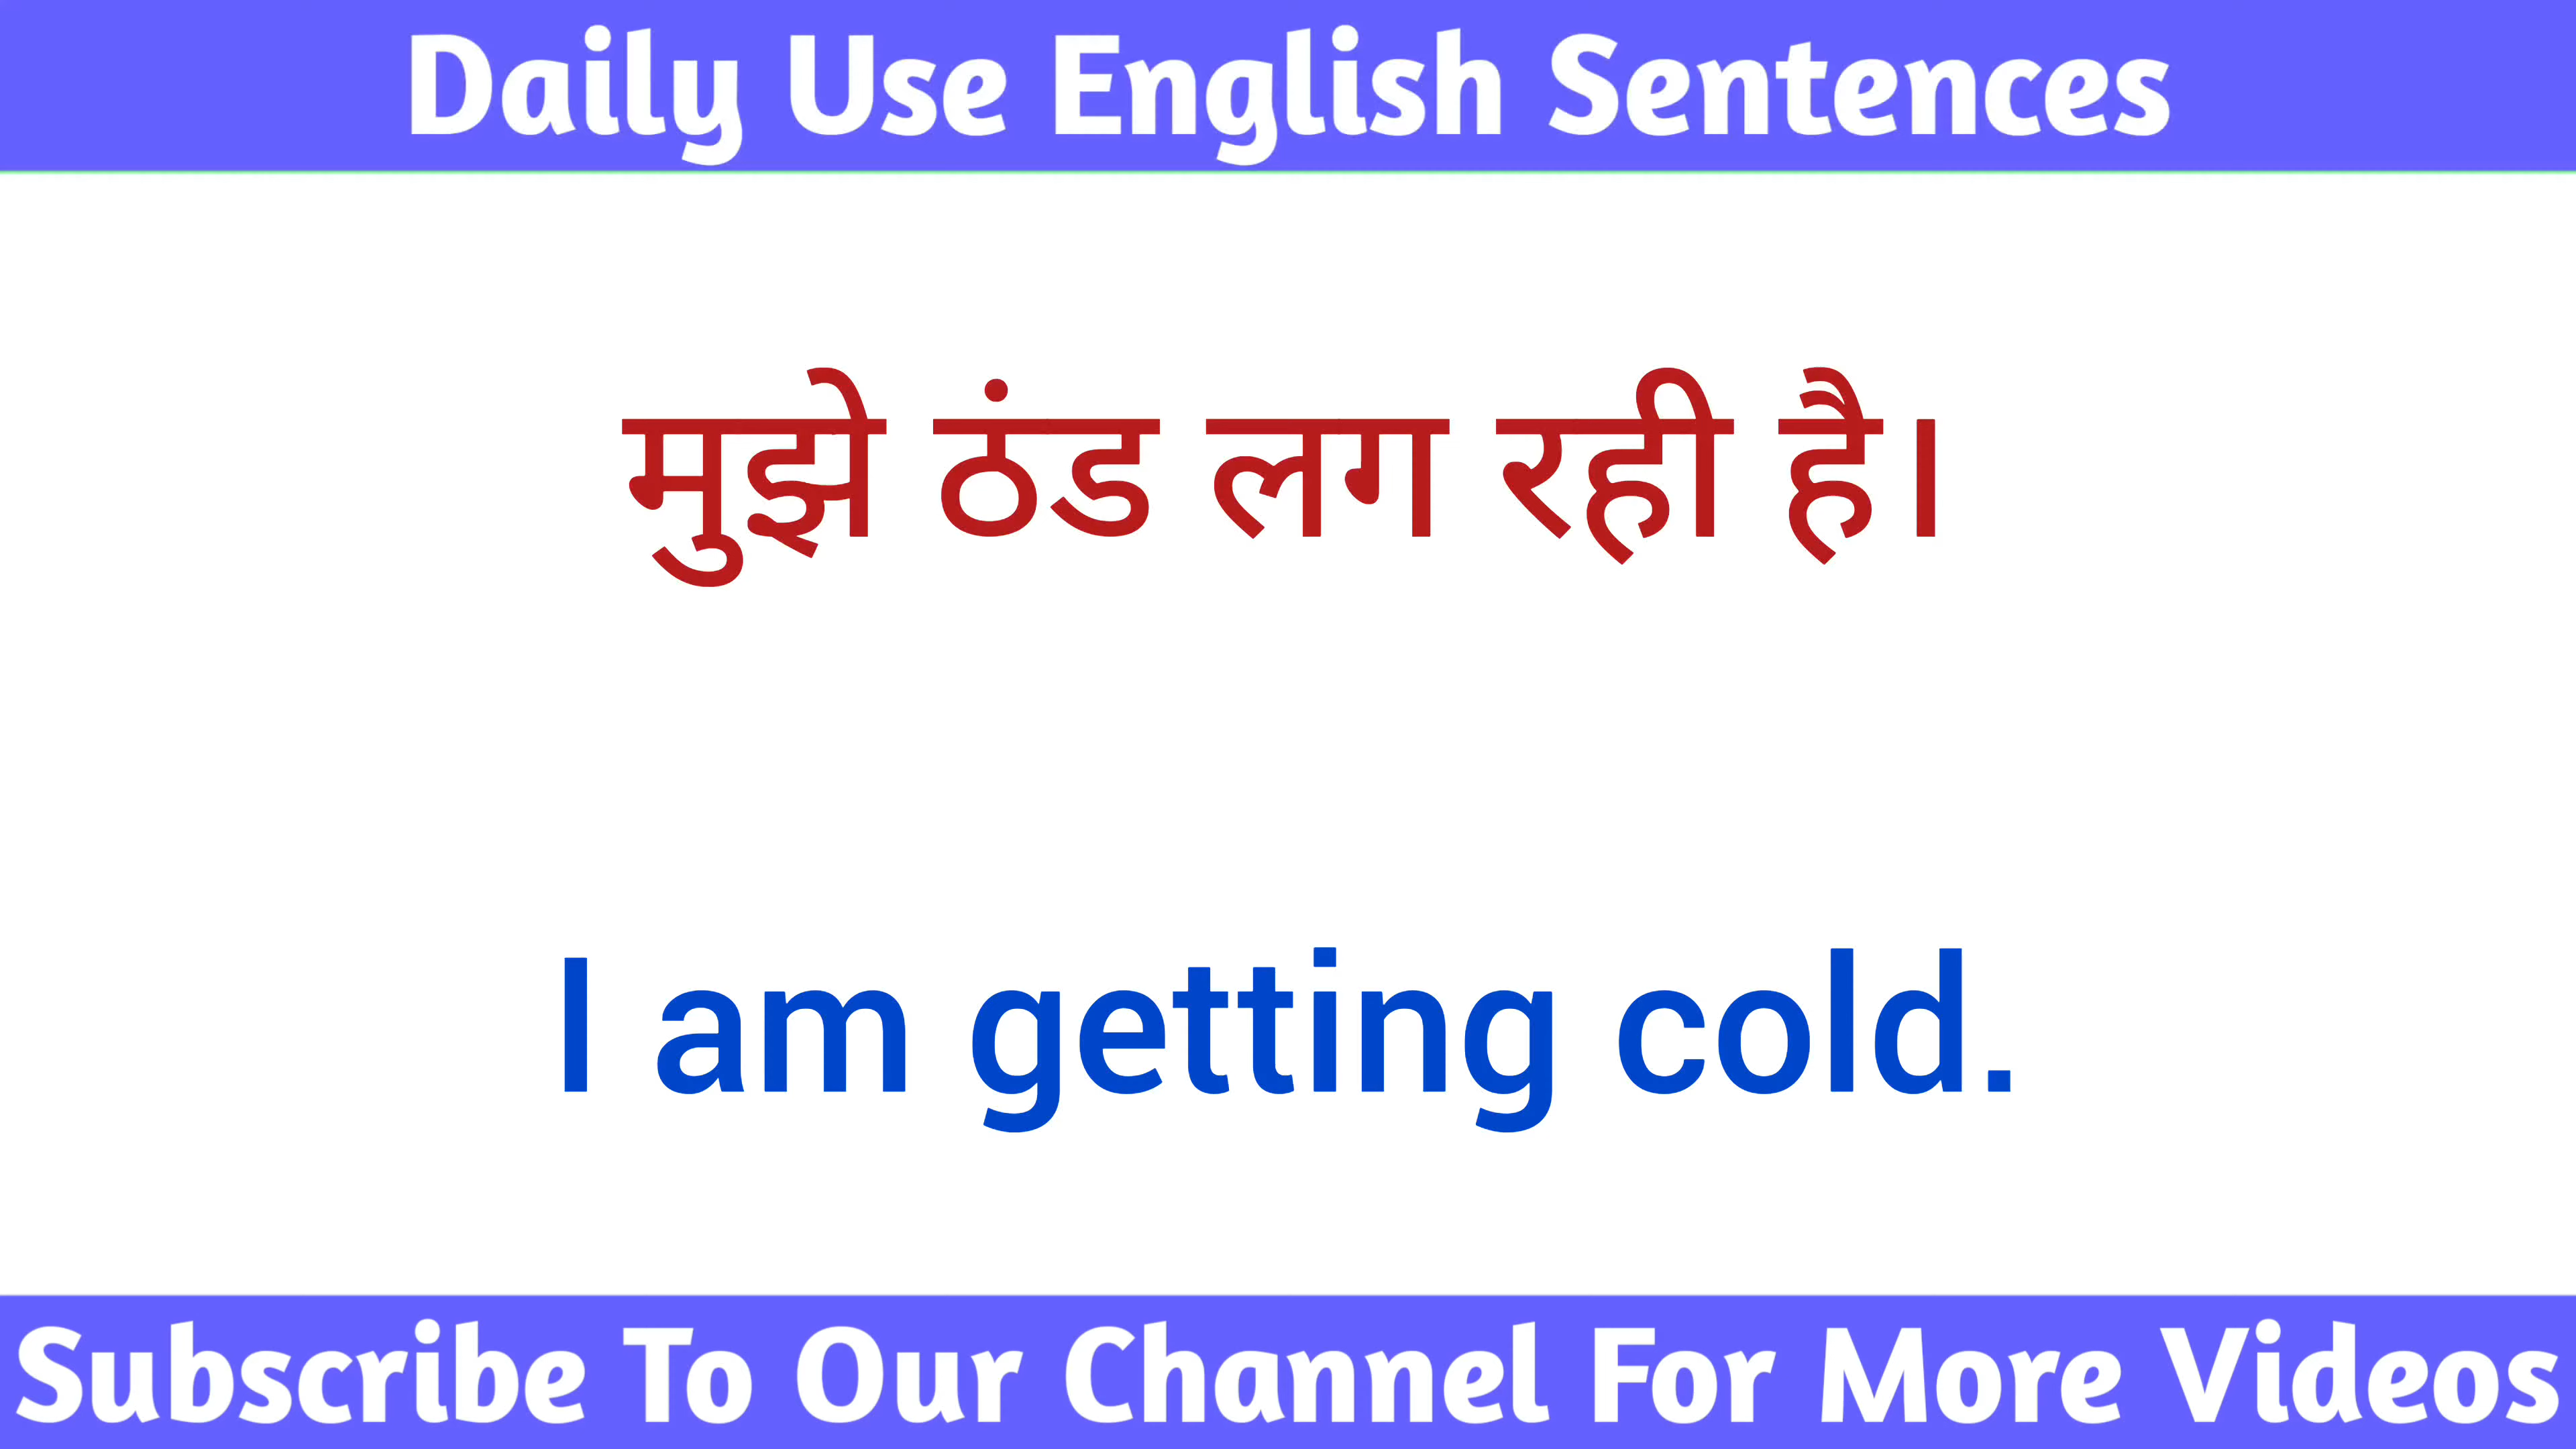 Daily Use English Sentences
मुझे ठंड लग रही है।
I am getting cold.
Subscribe To Our Channel For More Videos